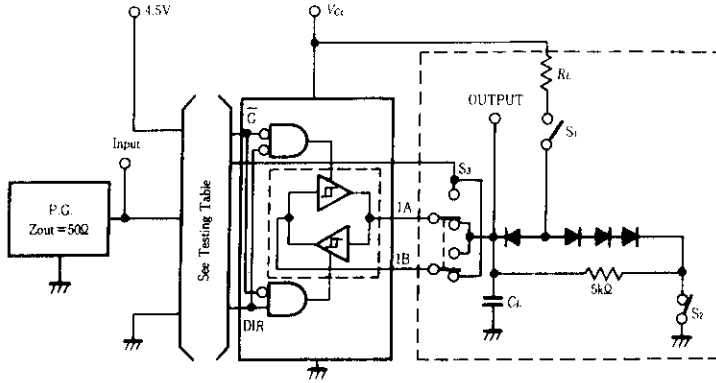 4.5V
Vcc
RL
OUTPUT
S1
G
Input
S3
P.G.
Zout = 50Ω
See Testing Table
1A
1B
5kΩ
DIR
CL
S2